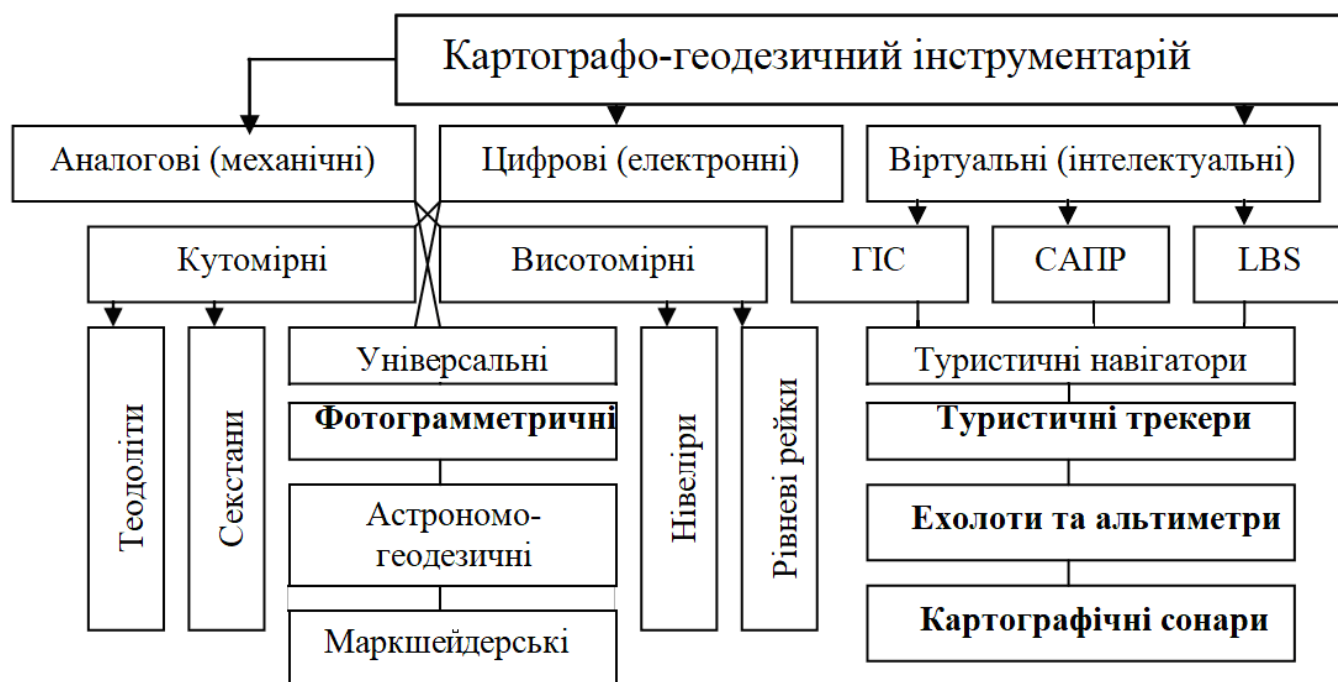 Картографо-геодезичний інструментарій
Аналогові (механічні)
Цифрові (електронні)
Віртуальні (інтелектуальні)
Кутомірні
Висотомірні
ГІС
САПР
LBS
Теодоліти
Секстани
Універсальні
Фотограмметричні
Астрономо-
геодезичні
Маркшейдерські
Нівеліри
Рівневі рейки
Туристичні навігатори
Туристичні трекери
Ехолоти та альтиметри
Картографічні сонари